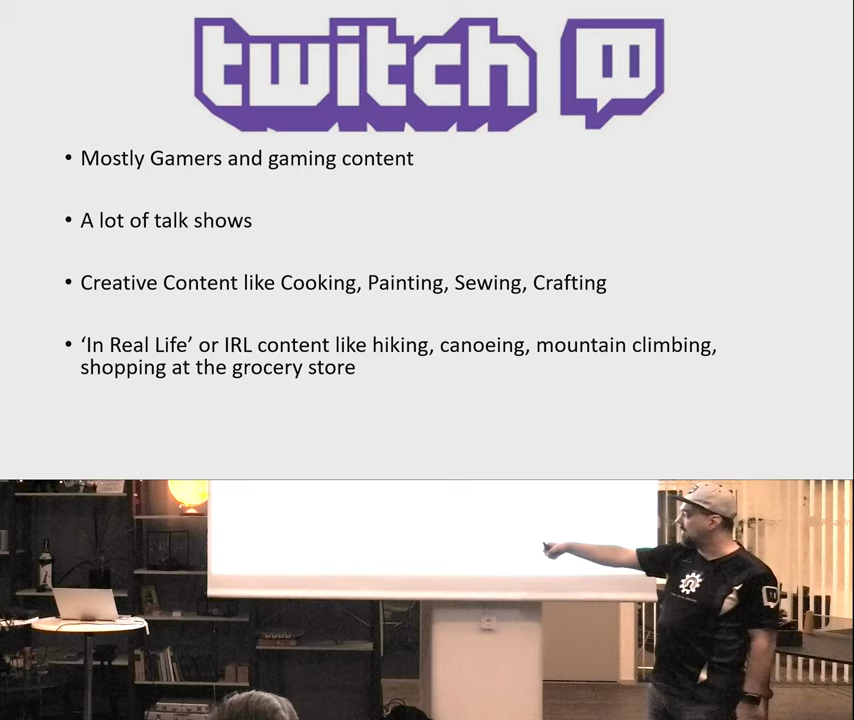 twitch
• Mostly Gamers and gaming content
• A lot of talk shows
• Creative Content like Cooking, Painting, Sewing, Crafting
• ‘In Real Life’ or IRL content like hiking, canoeing, mountain climbing,
shopping at the grocery store